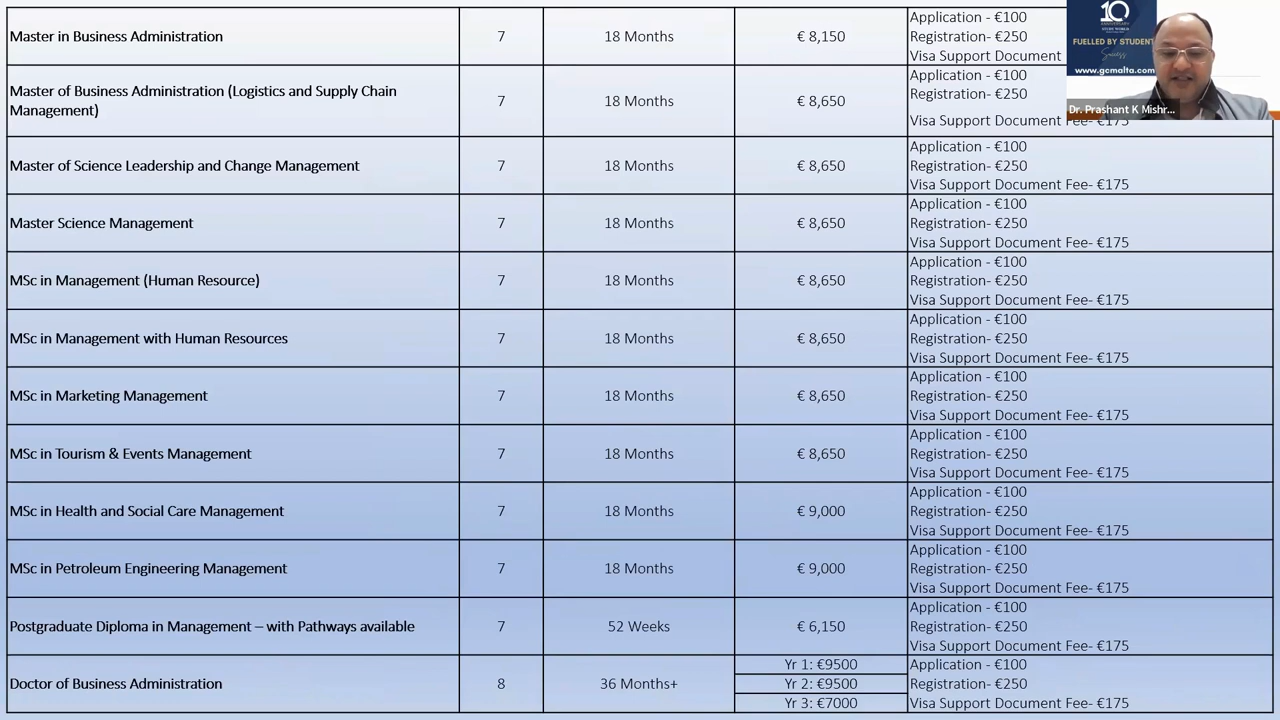 Master in Business Administration 7 18 Months € 8,150 Application - €100
Registration- €250
Visa Support Document
Master of Business Administration (Logistics and Supply Chain
Management) 7 18 Months € 8,650 Application - €100
Registration- €250
Visa Support Document Fee- €175
Master of Science Leadership and Change Management 7 18 Months € 8,650 Application - €100
Registration- €250
Visa Support Document Fee- €175
Master Science Management 7 18 Months € 8,650 Application - €100
Registration- €250
Visa Support Document Fee- €175
MSc in Management (Human Resource) 7 18 Months € 8,650 Application - €100
Registration- €250
Visa Support Document Fee- €175
MSc in Management with Human Resources 7 18 Months € 8,650 Application - €100
Registration- €250
Visa Support Document Fee- €175
MSc in Marketing Management 7 18 Months € 8,650 Application - €100
Registration- €250
Visa Support Document Fee- €175
MSc in Tourism & Events Management 7 18 Months € 8,650 Application - €100
Registration- €250
Visa Support Document Fee- €175
MSc in Health and Social Care Management 7 18 Months € 9,000 Application - €100
Registration- €250
Visa Support Document Fee- €175
MSc in Petroleum Engineering Management 7 18 Months € 9,000 Application - €100
Registration- €250
Visa Support Document Fee- €175
Postgraduate Diploma in Management – with Pathways available 7 52 Weeks € 6,150 Application - €100
Registration- €250
Visa Support Document Fee- €175
Doctor of Business Administration 8 36 Months+ Yr 1: €9500 Application - €100
Yr 2: €9500 Registration- €250
Yr 3: €7000 Visa Support Document Fee- €175
10
FUELLED BY STUDENT
Success
www.gcmalta.com
Dr. Prashant K Mishr...